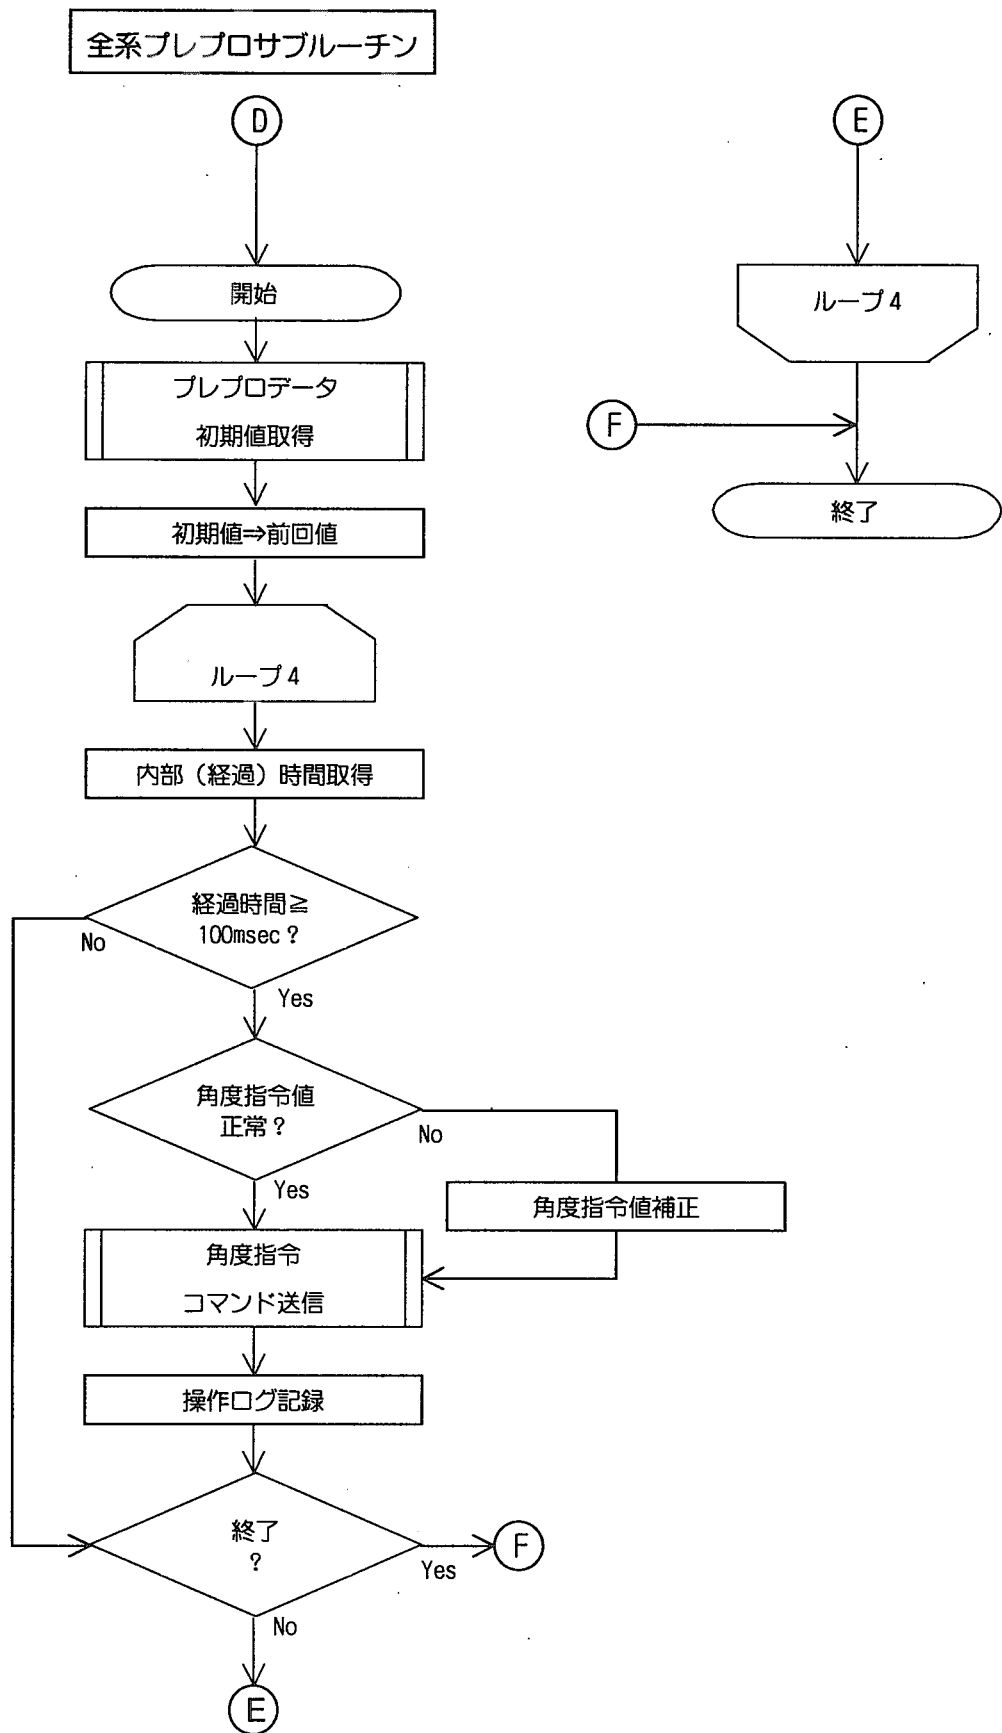 全系プレプロサブルーチン
D
開始
プレプロデータ
初期値取得
初期値⇒前回値
ループ4
内部（経過）時間取得
経過時間≧
100msec？
No
Yes
角度指令値
正常？
No
Yes
角度指令値補正
角度指令
コマンド送信
操作ログ記録
終了
？
Yes
F
No
E
E
ループ4
F
終了